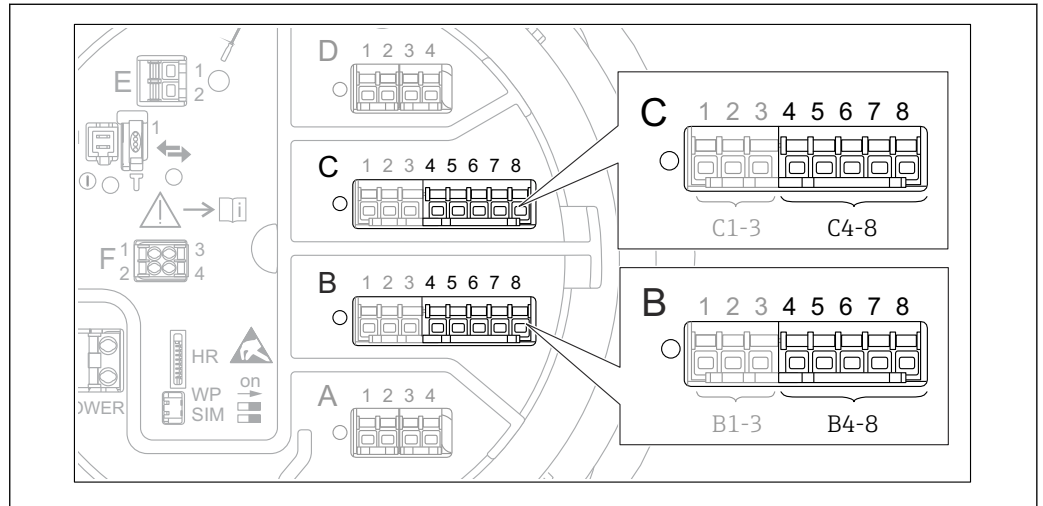 D 1 2 3 4
E 1
2
1
C 1 2 3 4 5 6 7 8
C 1 2 3 4 5 6 7 8
C1-3 C4-8
i
F 1 3
2 4
B 1 2 3 4 5 6 7 8
B 1 2 3 4 5 6 7 8
B1-3 B4-8
HR
WP on
SIM
OWER
A 1 2 3 4